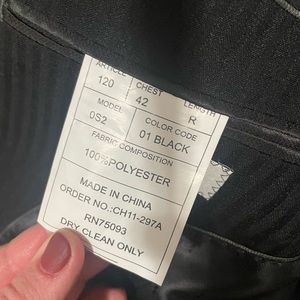 ARTICLE CHEST LENGTH
120 42 R
MODEL COLOR CODE
0S2 01 BLACK
FABRIC COMPOSITION
100%POLYESTER
MADE IN CHINA
ORDER NO.:CH11-297A
RN75093
DRY CLEAN ONLY